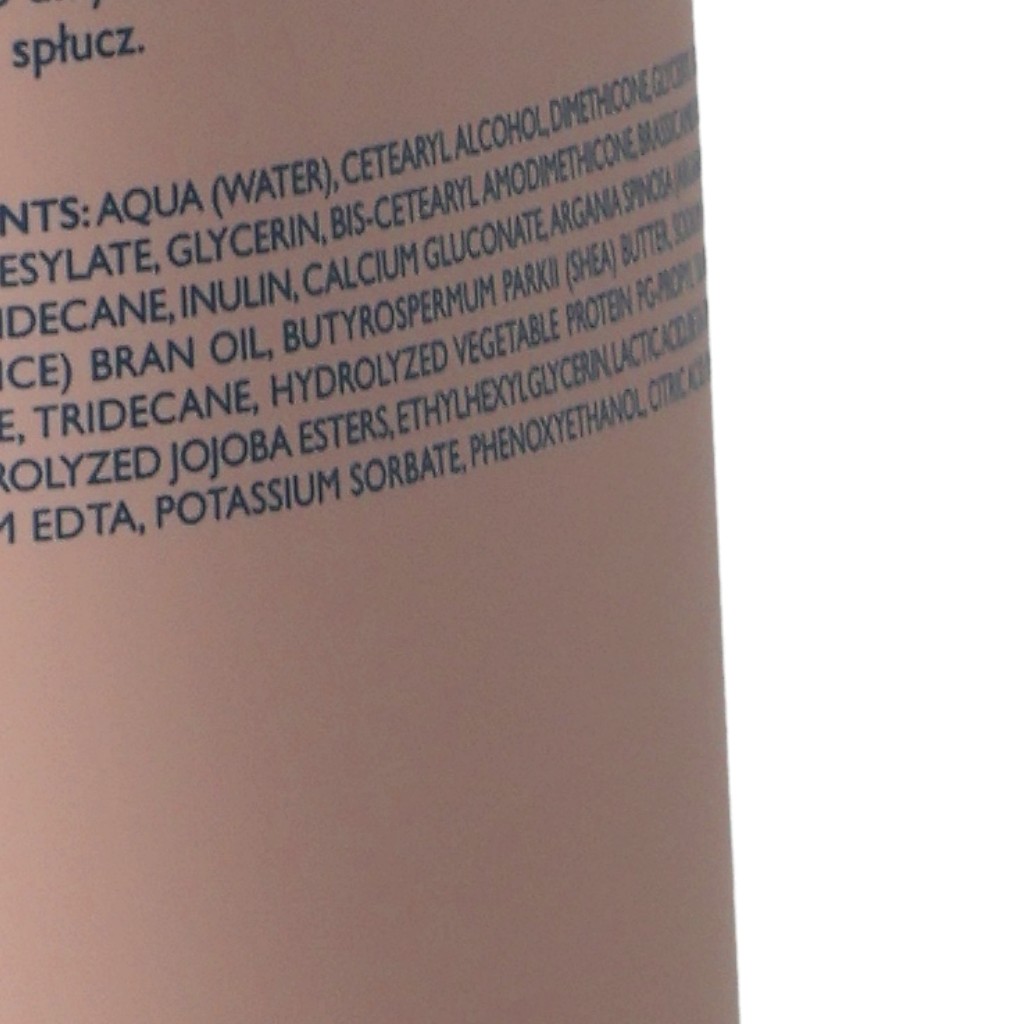 spłucz.
NTS: AQUA (WATER), CETEARYL ALCOHOL, DIMETHICONE,
ESYLATE, GLYCERIN, BIS-CETEARYL AMODIMETHICONE,
IDECANE, INULIN, CALCIUM GLUCONATE, ARGANIA SPINOSA
ICE) BRAN OIL, BUTYROSPERMUM PARKII (SHEA) BUTTER,
E, TRIDECANE, HYDROLYZED VEGETABLE PROTEIN PG-PROPYL
ROLYZED JOJOBA ESTERS, ETHYLHEXYLGLYCERIN, LACTIC ACID,
M EDTA, POTASSIUM SORBATE, PHENOXYETHANOL, CITRIC ACID